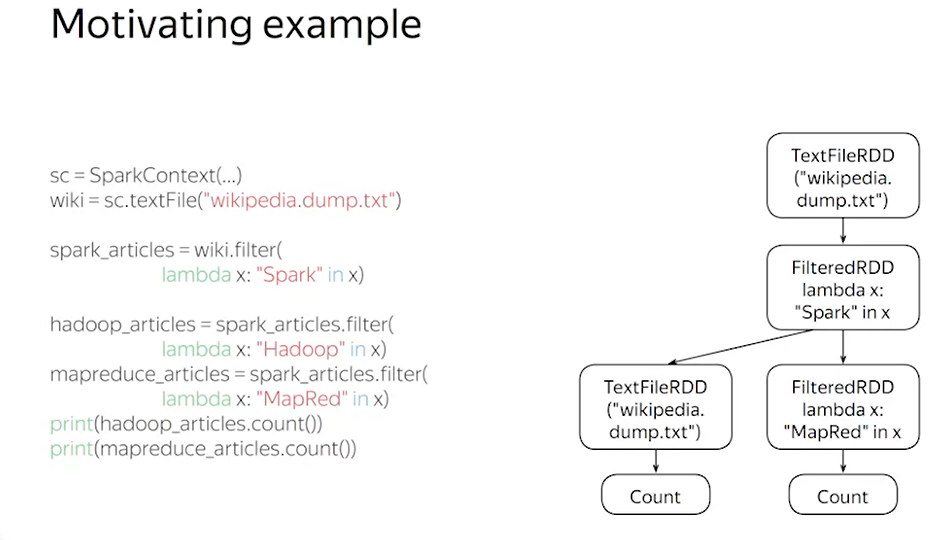 Motivating example
sc = SparkContext(...)
wiki = sc.textFile("wikipedia.dump.txt")
spark_articles = wiki.filter(
lambda x: "Spark" in x)
hadoop_articles = spark_articles.filter(
lambda x: "Hadoop" in x)
mapreduce_articles = spark_articles.filter(
lambda x: "MapRed" in x)
print(hadoop_articles.count())
print(mapreduce_articles.count())
TextFileRDD
("wikipedia.
dump.txt")
FilteredRDD
lambda x:
"Spark" in x
TextFileRDD
("wikipedia.
dump.txt")
FilteredRDD
lambda x:
"MapRed" in x
Count
Count